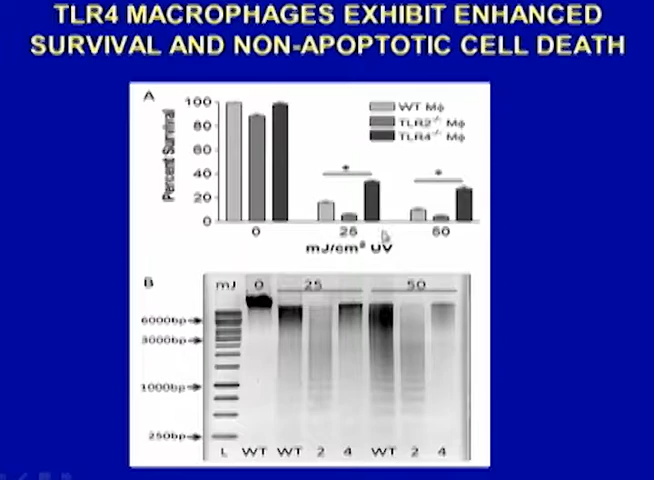 TLR4 MACROPHAGES EXHIBIT ENHANCED
SURVIVAL AND NON-APOPTOTIC CELL DEATH
A
Percent Survival
100
80
60
40
20
0
WT Mϕ
TLR2⁻/⁻ Mϕ
TLR4⁻/⁻ Mϕ
* *
0 25 50
mJ/cm² UV
B
mJ 0 25 50
6000bp
3000bp
1000bp
250bp
L WT WT 2 4 WT 2 4